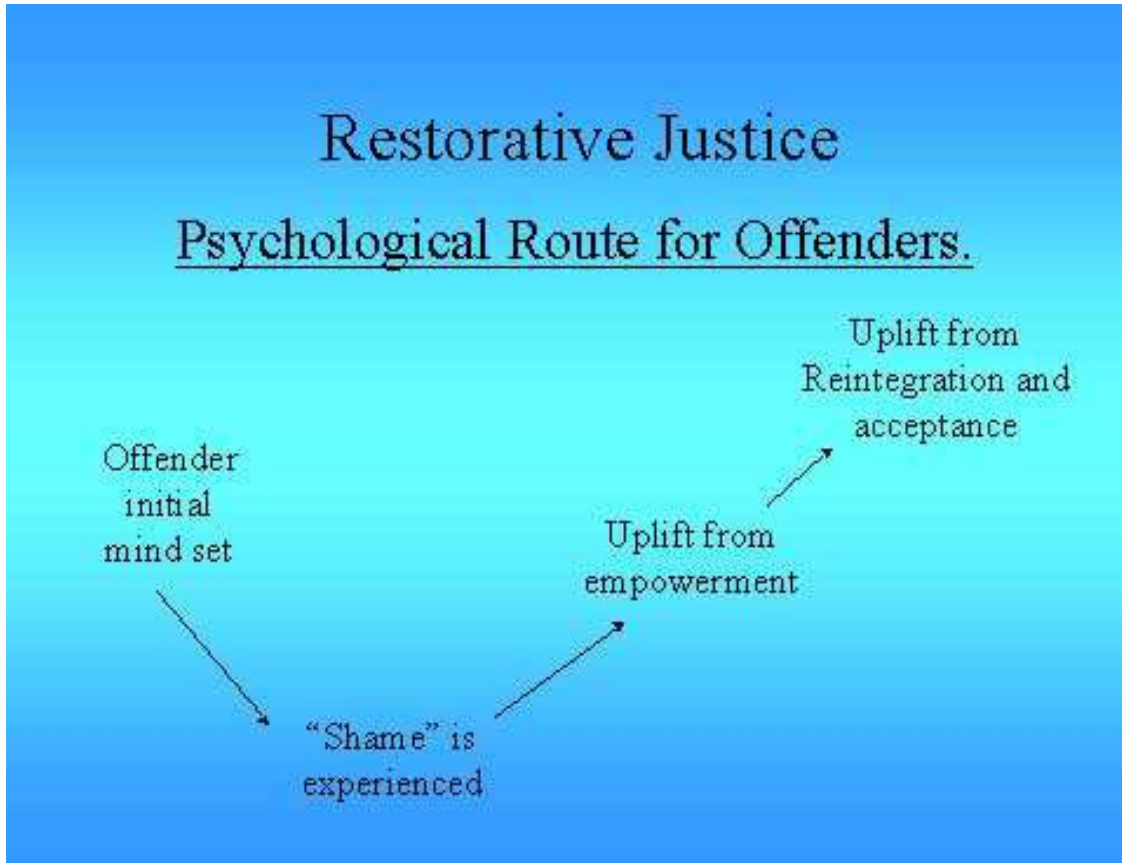 Restorative Justice
Psychological Route for Offenders.
Offender
initial
mind set
“Shame” is
experienced
Uplift from
empowerment
Uplift from
Reintegration and
acceptance